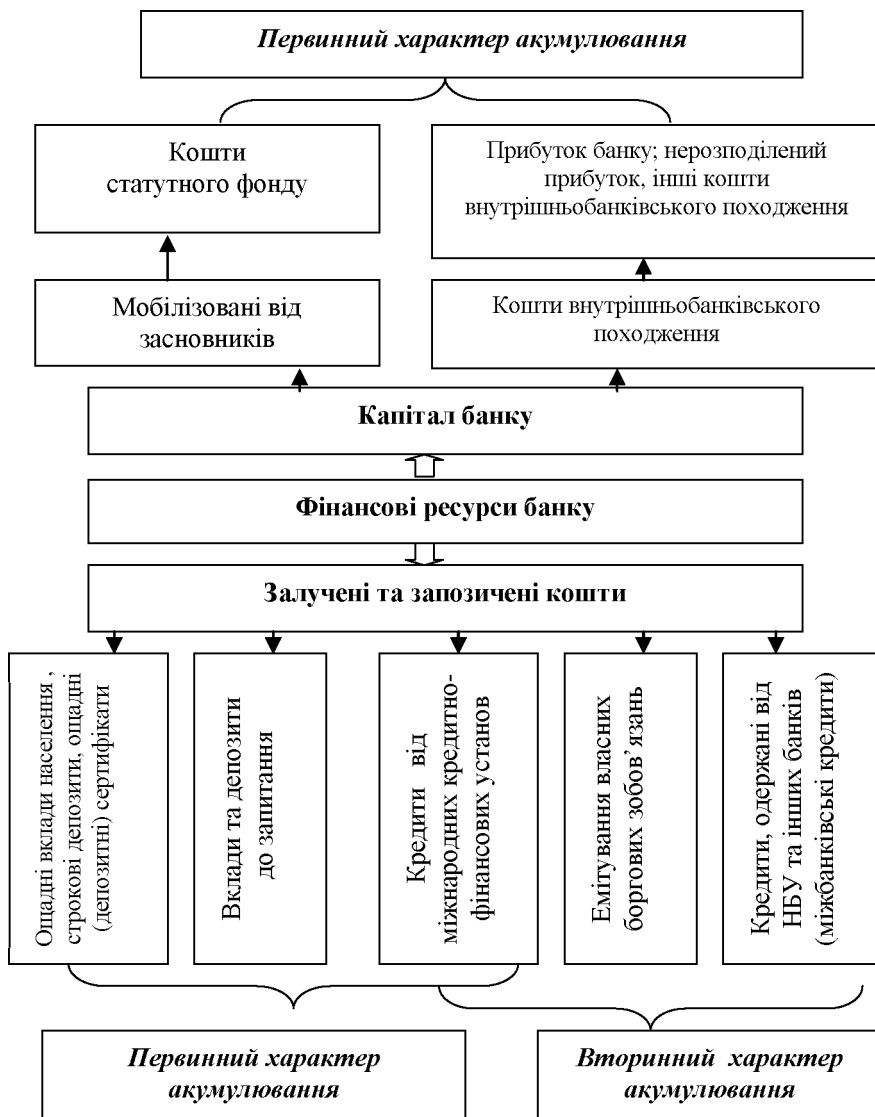 Первинний характер акумулювання
Кошти
статутного фонду
Прибуток банку; нерозподілений
прибуток, інші кошти
внутрішньобанківського походження
Мобілізовані від
засновників
Кошти внутрішньобанківського
походження
Капітал банку
Фінансові ресурси банку
Залучені та запозичені кошти
Ощадні вклади населення ,
строкові депозити, ощадні
(депозитні) сертифікати
Вклади та депозити
до запитання
Кредити від
міжнародних кредитно-
фінансових установ
Емітування власних
боргових зобов’язань
Кредити, одержані від
НБУ та інших банків
(міжбанківські кредити)
Первинний характер
акумулювання
Вторинний характер
акумулювання